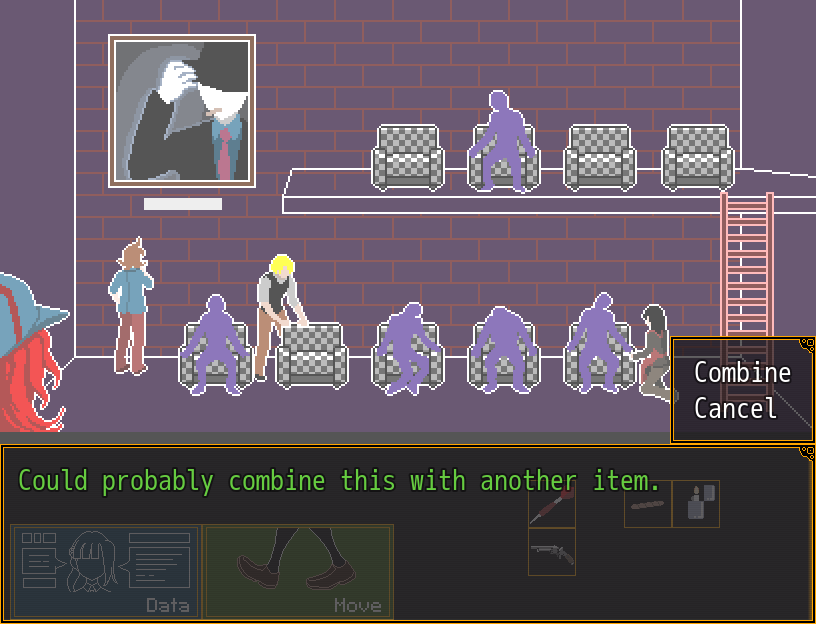 Combine
Cancel
Could probably combine this with another item.
Data
Move